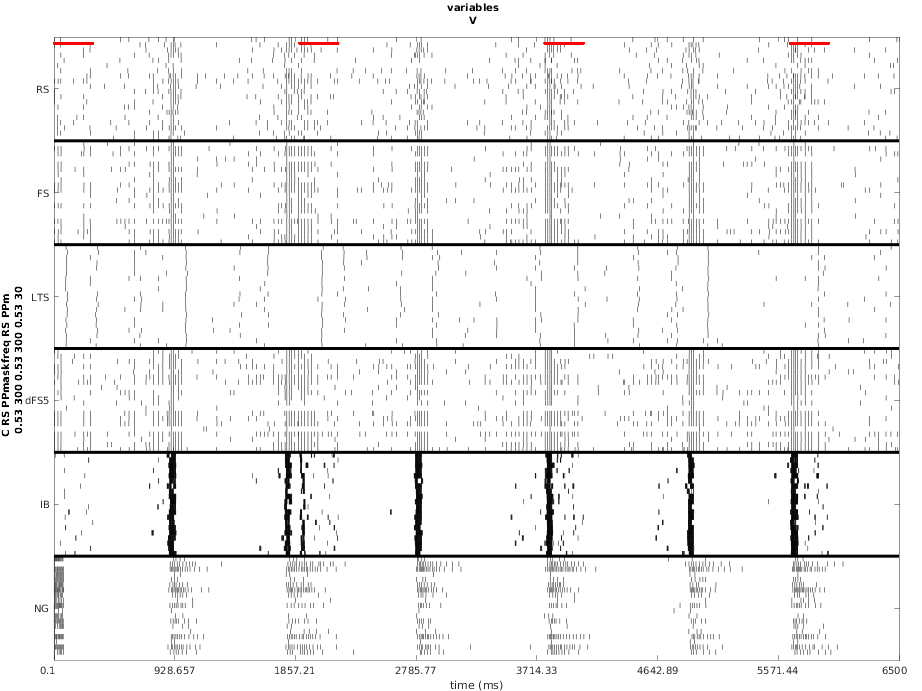 variables
V
C RS PPmaskfreq RS PPm
0.53 300 0.53 300 0.53 30
RS
FS
LTS
dFS5
IB
NG
0.1 928.657 1857.21 2785.77 3714.33 4642.89 5571.44 6500
time (ms)